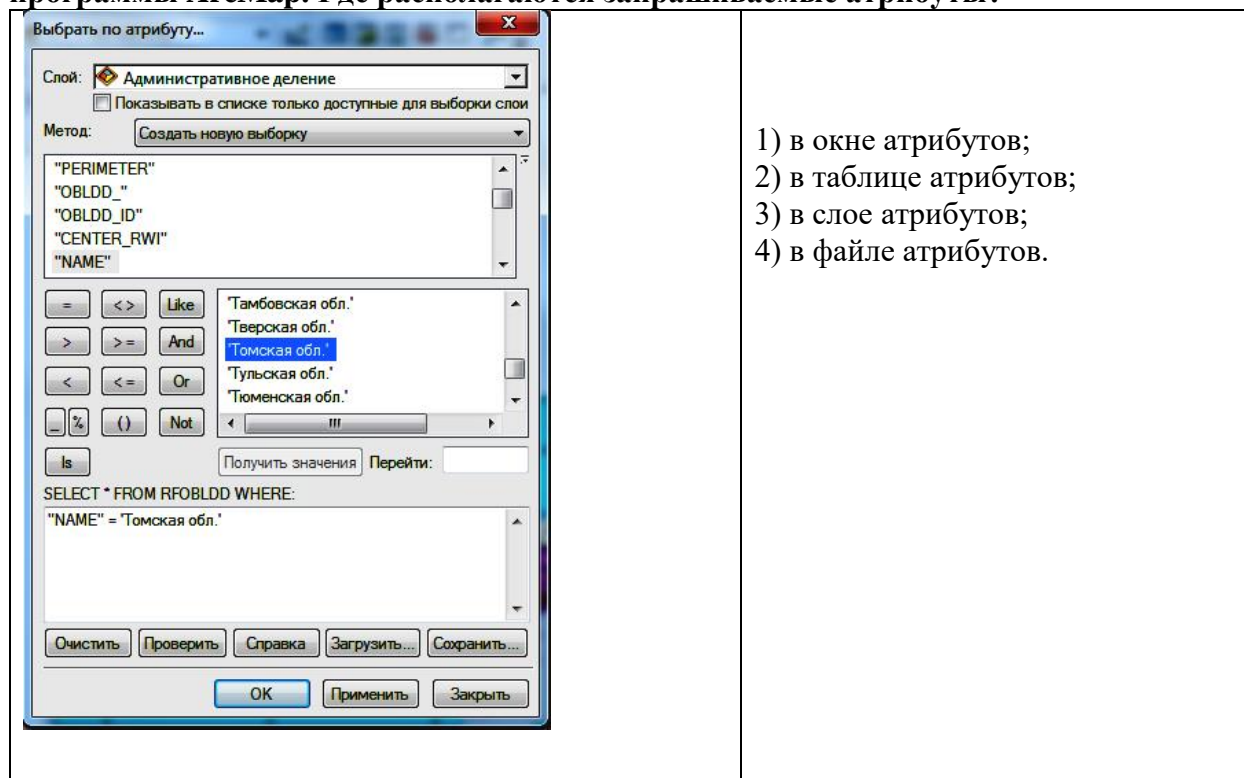 программы ArcMap. Где располагаются запрашиваемые атрибуты?
Выбрать по атрибуту...
Слой: Административное деление
Показывать в списке только доступные для выборки слои
Метод: Создать новую выборку
"PERIMETER"
"OBLDD_"
"OBLDD_ID"
"CENTER_RWI"
"NAME"
= < > Like
> > = And
< < = Or
_ % ( ) Not
Is
'Тамбовская обл.'
'Тверская обл.'
'Томская обл.'
'Тульская обл.'
'Тюменская обл.'
Получить значения Перейти:
SELECT * FROM RFOBLDD WHERE:
"NAME" = 'Томская обл.'
Очистить Проверить Справка Загрузить... Сохранить...
OK Применить Закрыть
1) в окне атрибутов;
2) в таблице атрибутов;
3) в слое атрибутов;
4) в файле атрибутов.